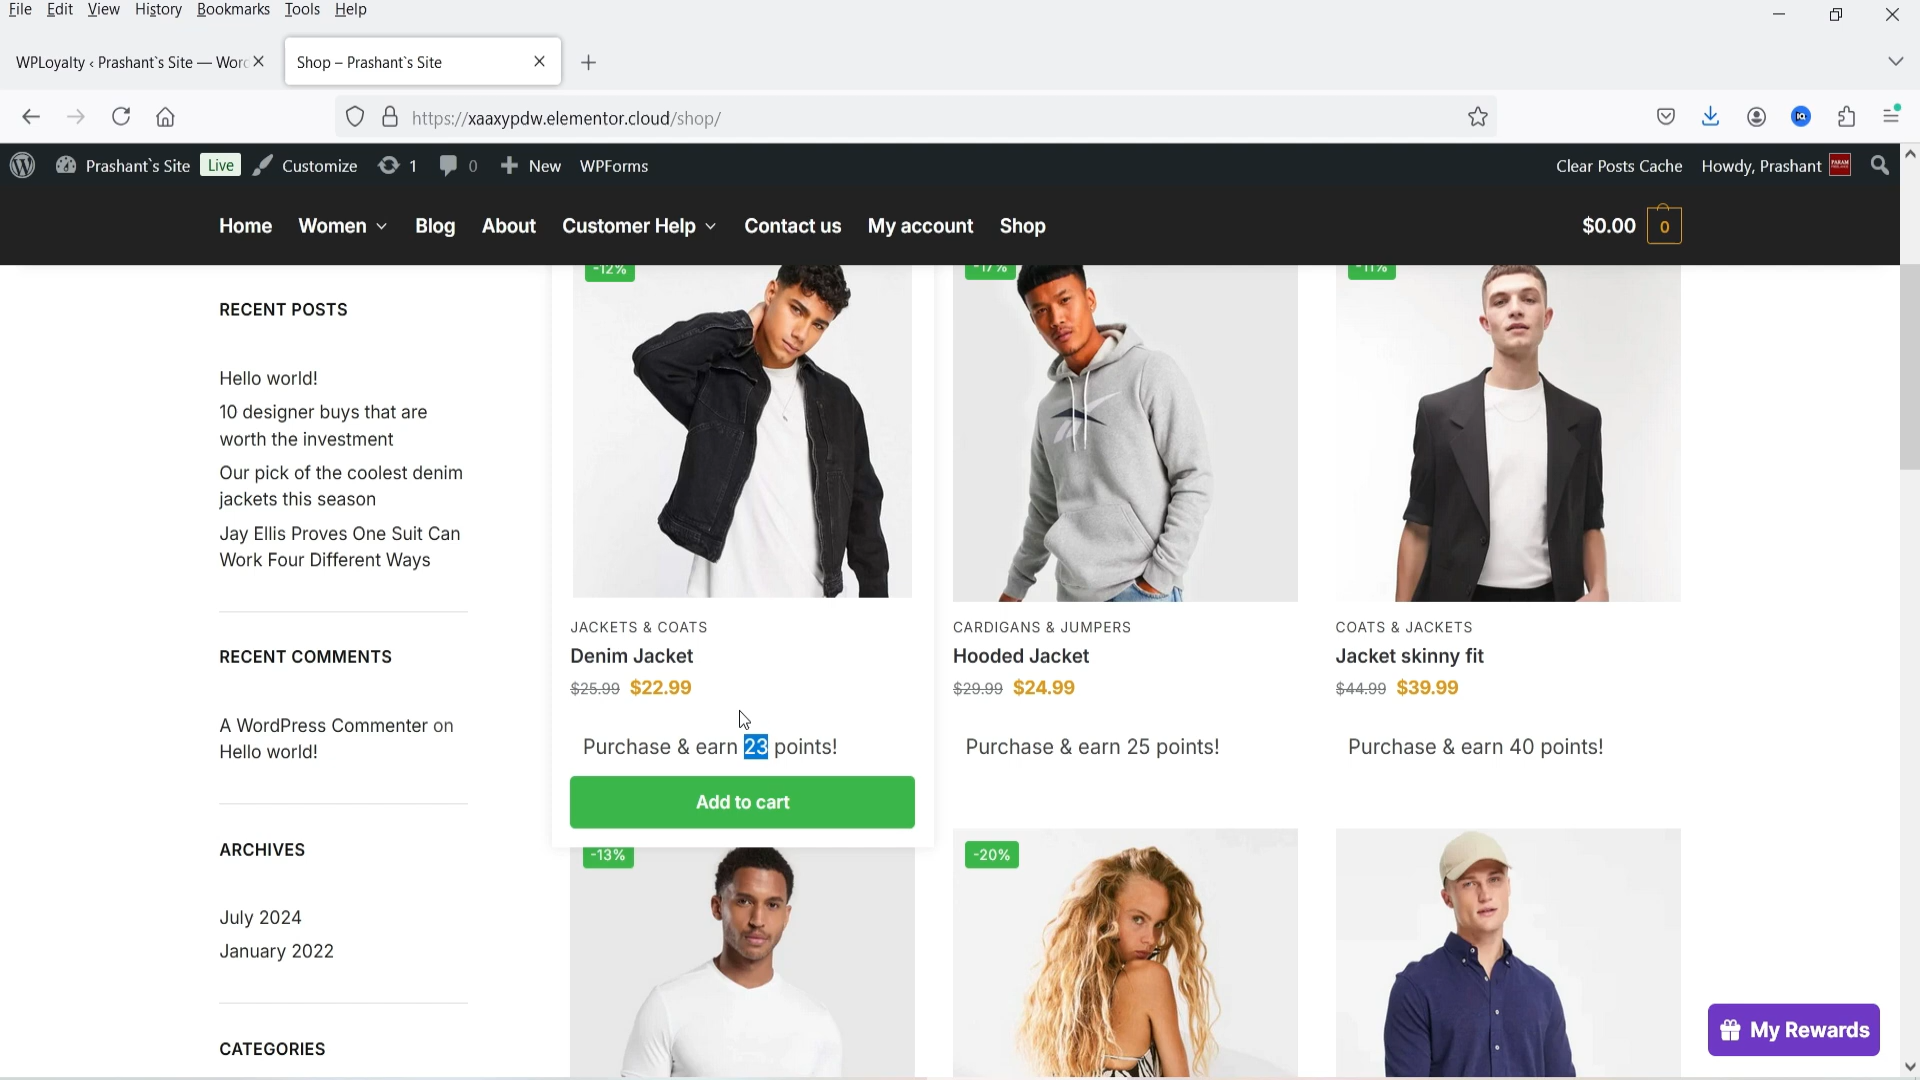 File Edit View History Bookmarks Tools Help
WPLoyalty ‹ Prashant`s Site — Wor
Shop – Prashant`s Site
https://xaaxypdw.elementor.cloud/shop/
Prashant`s Site Live Customize 1 0 New WPForms
Clear Posts Cache Howdy, Prashant
Home Women Blog About Customer Help Contact us My account Shop
$0.00 0
RECENT POSTS
Hello world!
10 designer buys that are
worth the investment
Our pick of the coolest denim
jackets this season
Jay Ellis Proves One Suit Can
Work Four Different Ways
RECENT COMMENTS
A WordPress Commenter on
Hello world!
ARCHIVES
July 2024
January 2022
CATEGORIES
-12%
JACKETS & COATS
Denim Jacket
$25.99 $22.99
Purchase & earn 23 points!
Add to cart
-17%
CARDIGANS & JUMPERS
Hooded Jacket
$29.99 $24.99
Purchase & earn 25 points!
-11%
COATS & JACKETS
Jacket skinny fit
$44.99 $39.99
Purchase & earn 40 points!
-13%
-20%
My Rewards